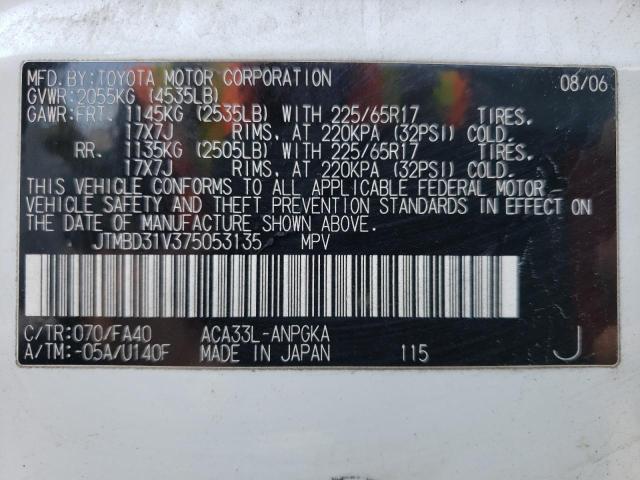 MFD. BY: TOYOTA MOTOR CORPORATION 08/06
GVWR: 2055KG (4535LB)
GAWR: FRT. 1145KG (2535LB) WITH 225/65R17 TIRES.
17X7J RIMS. AT 220KPA (32PSI) COLD.
RR. 1135KG (2505LB) WITH 225/65R17 TIRES.
17X7J RIMS. AT 220KPA (32PSI) COLD.
THIS VEHICLE CONFORMS TO ALL APPLICABLE FEDERAL MOTOR
VEHICLE SAFETY AND THEFT PREVENTION STANDARDS IN EFFECT ON
THE DATE OF MANUFACTURE SHOWN ABOVE.
JTMBD31V375053135 MPV
C/TR: 070/FA40 ACA33L-ANPGKA
A/TM: -05A/U140F MADE IN JAPAN 115 J